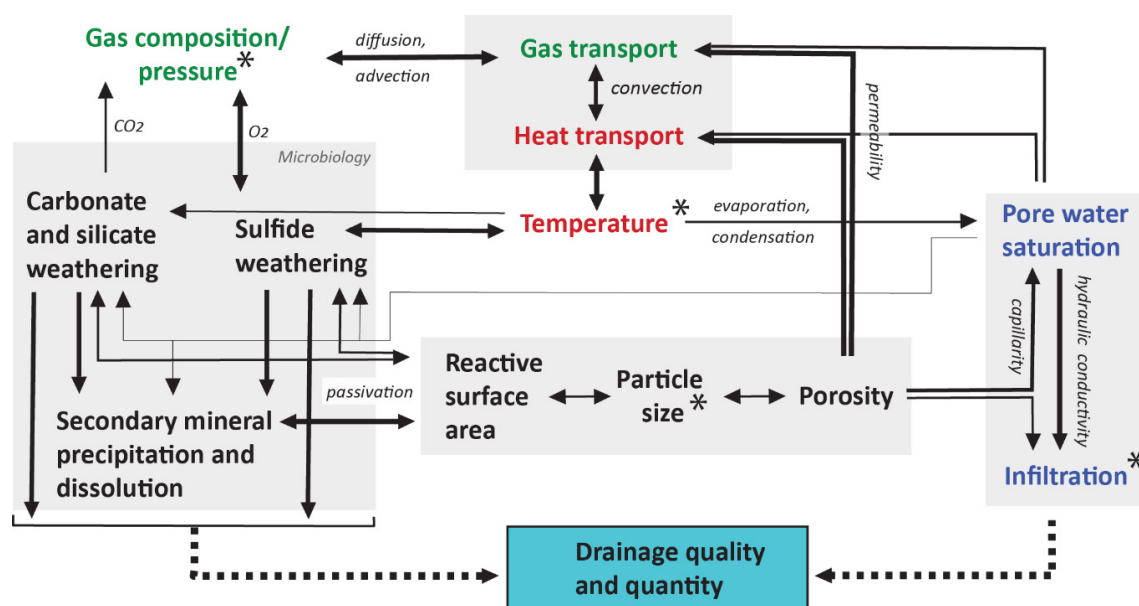 Gas composition/
pressure*
diffusion,
advection
Gas transport
convection
Heat transport
permeability
CO2
O2
Microbiology
Carbonate
and silicate
weathering
Sulfide
weathering
Temperature *
evaporation,
condensation
Pore water
saturation
capillarity
hydraulic conductivity
Infiltration*
passivation
Reactive
surface
area
Particle
size*
Porosity
Secondary mineral
precipitation and
dissolution
Drainage quality
and quantity